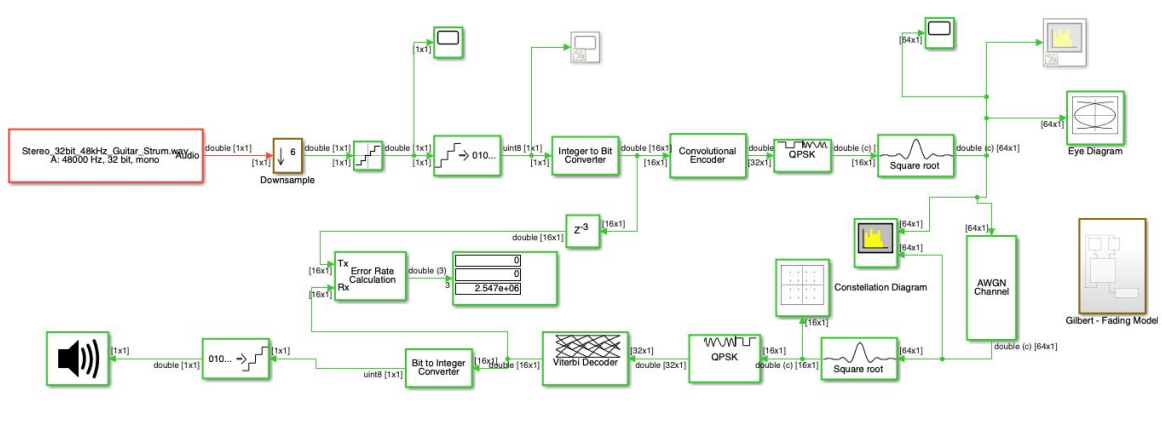 [1x1]
%
[64x1]
%
[64x1]
Eye Diagram
Stereo_32bit_48kHz_Guitar_Strum.wav
A: 48000 Hz, 32 bit, mono
Audio
double [1x1]
[1x1]
6
Downsample
double [1x1]
[1x1]
double [1x1]
[1x1]
010...
uint8 [1x1]
[1x1]
Integer to Bit
Converter
double [16x1]
[16x1]
Convolutional
Encoder
double
[32x1]
QPSK
double (c) [
[16x1]
Square root
double (c) [64x1]
Z-3
[16x1]
double [16x1]
Tx
Rx
[16x1]
[16x1]
Error Rate
Calculation
double (3)
3
0
0
2.547e+06
[64x1]
[64x1]
Constellation Diagram
[64x1]
AWGN
Channel
double (c) [64x1]
Gilbert - Fading Model
[1x1]
double [1x1]
010...
[1x1]
uint8 [1x1]
Bit to Integer
Converter
[16x1]
double [16x1]
Viterbi Decoder
[32x1]
double [32x1]
QPSK
[16x1]
[16x1]
double (c) [16x1]
Square root
[64x1]